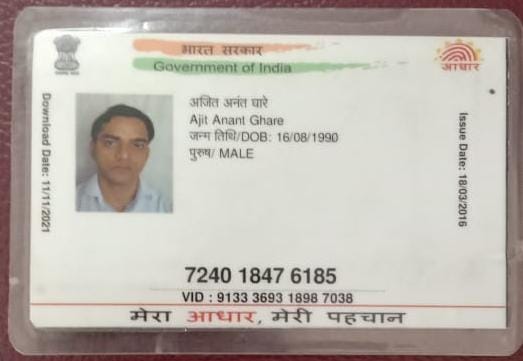 भारत सरकार
Government of India
आधार
Download Date: 11/11/2021
अजित अनंत घारे
Ajit Anant Ghare
जन्म तिथि/DOB: 16/08/1990
पुरुष/ MALE
Issue Date: 18/03/2016
7240 1847 6185
VID : 9133 3693 1898 7038
मेरा आधार, मेरी पहचान